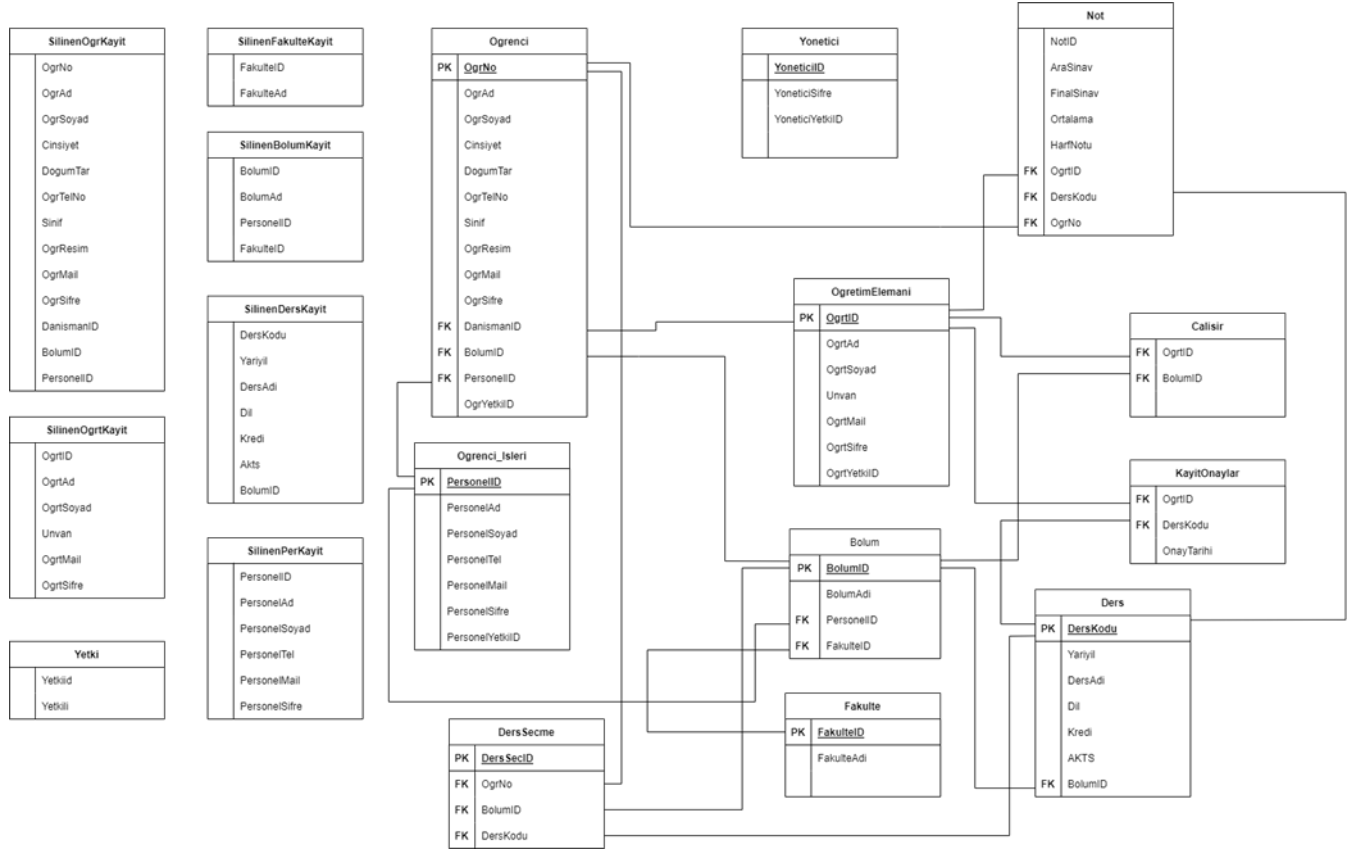 SilinenOgrKayit
OgrNo
OgrAd
OgrSoyad
Cinsiyet
DogumTar
OgrTelNo
Sinif
OgrResim
OgrMail
OgrSifre
DanismanID
BolumID
PersonelID
SilinenOgrtKayit
OgrtID
OgrtAd
OgrtSoyad
Unvan
OgrtMail
OgrtSifre
Yetki
Yetkiid
Yetkili
SilinenFakulteKayit
FakulteID
FakulteAd
SilinenBolumKayit
BolumID
BolumAd
PersonelID
FakulteID
SilinenDersKayit
DersKodu
Yariyil
DersAdi
Dil
Kredi
Akts
BolumID
SilinenPerKayit
PersonelID
PersonelAd
PersonelSoyad
PersonelTel
PersonelMail
PersonelSifre
Ogrenci
PK OgrNo
OgrAd
OgrSoyad
Cinsiyet
DogumTar
OgrTelNo
Sinif
OgrResim
OgrMail
OgrSifre
FK DanismanID
FK BolumID
FK PersonelID
OgrYetkiID
Ogrenci_Isleri
PK PersonelID
PersonelAd
PersonelSoyad
PersonelTel
PersonelMail
PersonelSifre
PersonelYetkiID
DersSecme
PK DersSecID
FK OgrNo
FK BolumID
FK DersKodu
Yonetici
YoneticiID
YoneticiSifre
YoneticiYetkiID
OgretimElemani
PK OgrtID
OgrtAd
OgrtSoyad
Unvan
OgrtMail
OgrtSifre
OgrtYetkiID
Bolum
PK BolumID
BolumAdi
FK PersonelID
FK FakulteID
Fakulte
PK FakulteID
FakulteAdi
Not
NotID
AraSinav
FinalSinav
Ortalama
HarfNotu
FK OgrtID
FK DersKodu
FK OgrNo
Calisir
FK OgrtID
FK BolumID
KayitOnaylar
FK OgrtID
FK DersKodu
OnayTarihi
Ders
PK DersKodu
Yariyil
DersAdi
Dil
Kredi
AKTS
FK BolumID